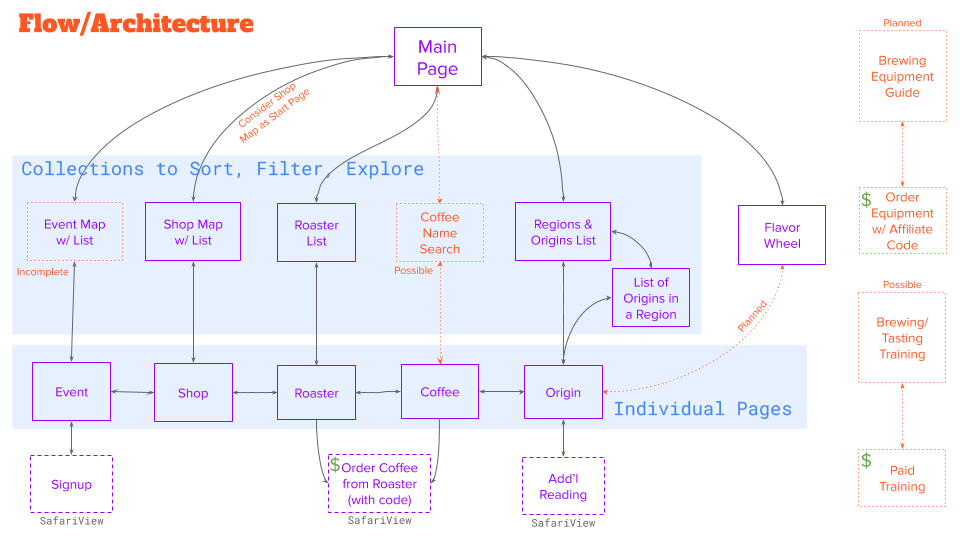 Flow/Architecture
Main
Page
Consider Shop
Map as Start Page
Collections to Sort, Filter, Explore
Event Map
w/ List
Incomplete
Shop Map
w/ List
Roaster
List
Coffee
Name
Search
Possible
Regions &
Origins List
List of
Origins in
a Region
Flavor
Wheel
Planned
Event
Shop
Roaster
Coffee
Origin
Individual Pages
Signup
SafariView
$
Order Coffee
from Roaster
(with code)
SafariView
Add'l
Reading
SafariView
Planned
Brewing
Equipment
Guide
$
Order
Equipment
w/ Affiliate
Code
Possible
Brewing/
Tasting
Training
$
Paid
Training